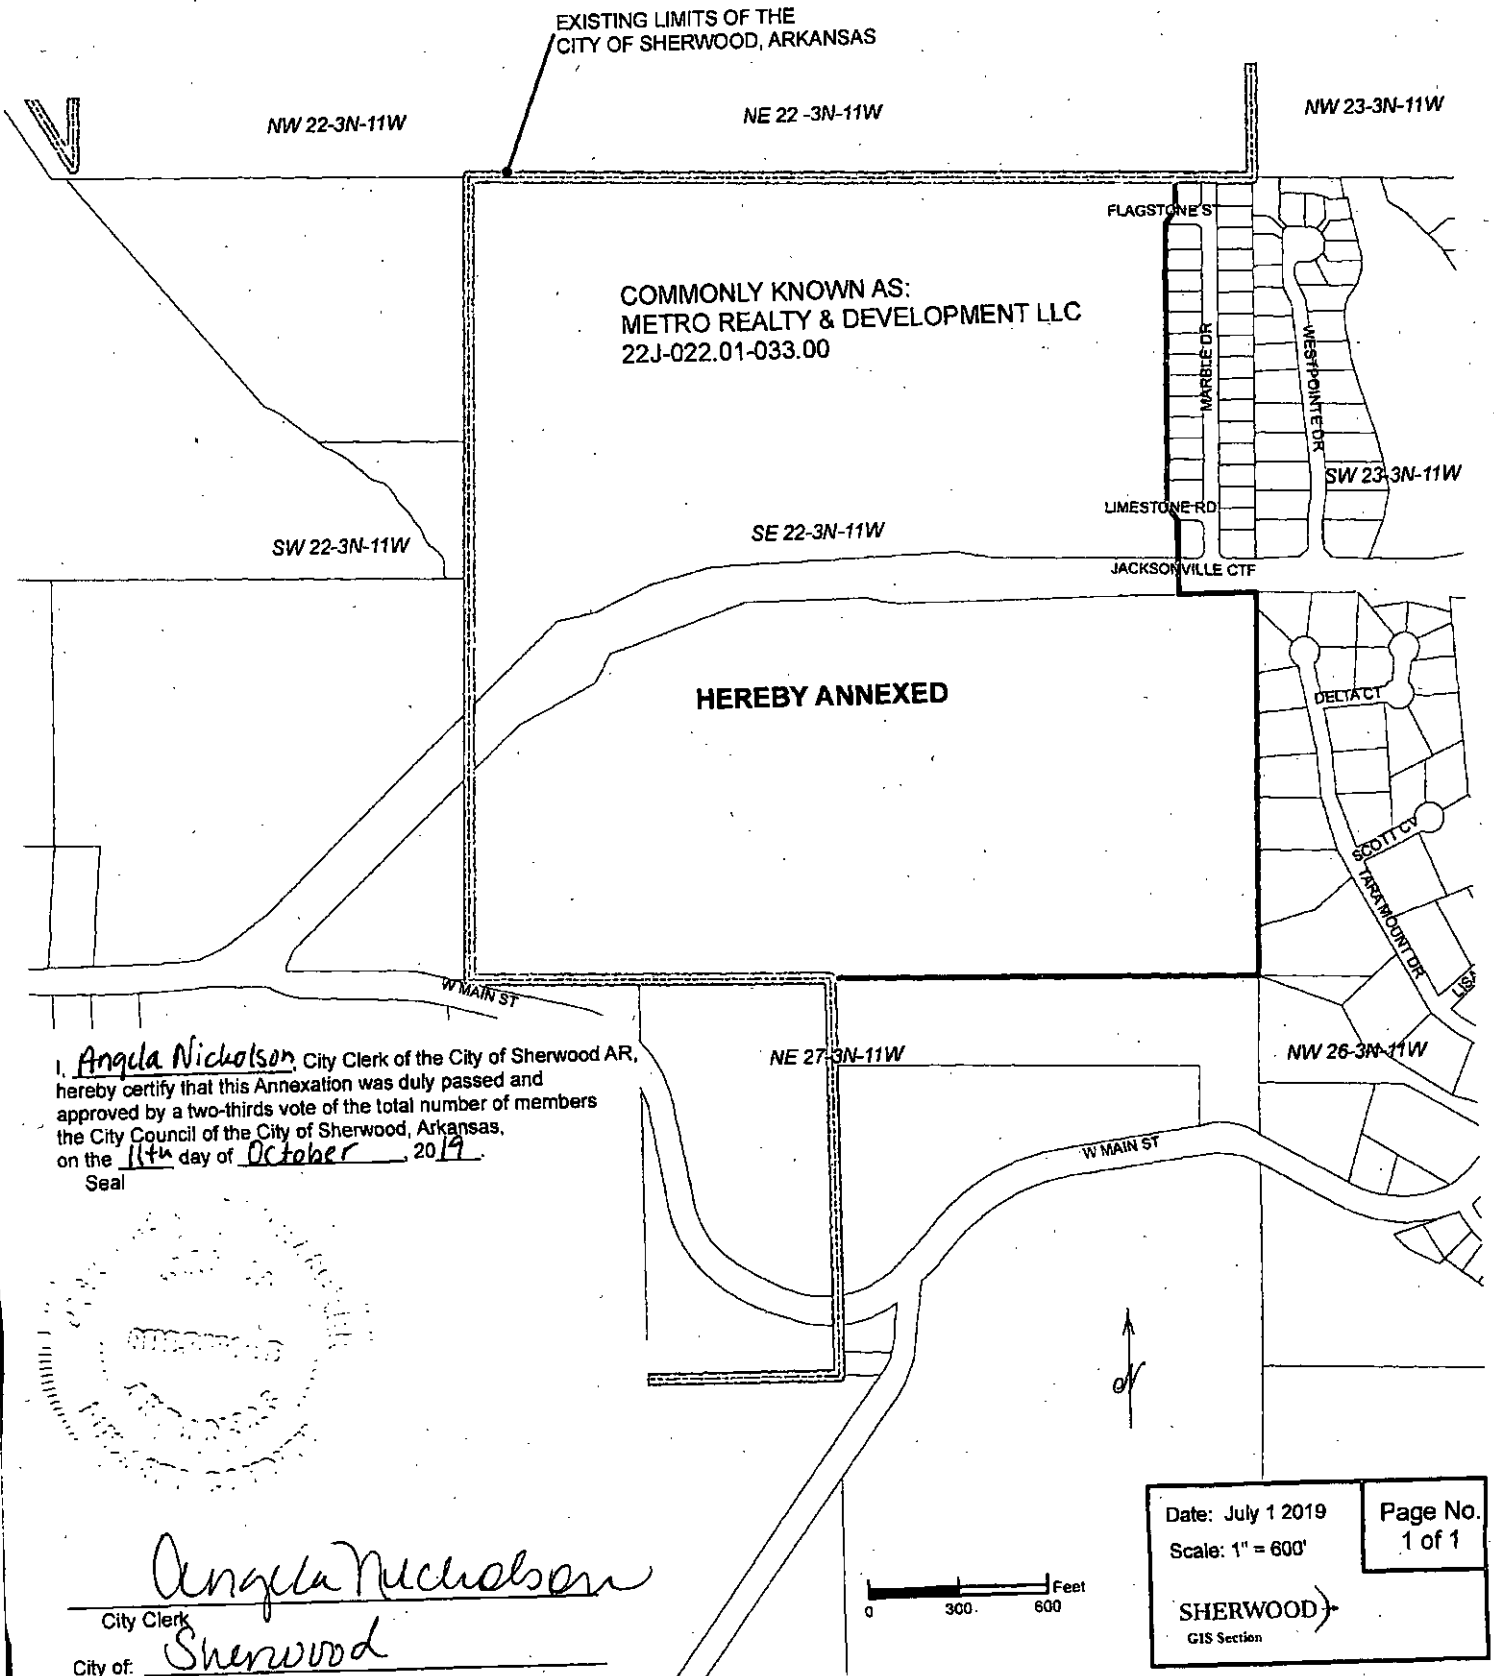 EXISTING LIMITS OF THE
CITY OF SHERWOOD, ARKANSAS
NW 22-3N-11W
NE 22 -3N-11W
NW 23-3N-11W
FLAGSTONE ST
COMMONLY KNOWN AS:
METRO REALTY & DEVELOPMENT LLC
22J-022.01-033.00
MARBLE DR
WESTPOINTE DR
SW 23-3N-11W
LIMESTONE RD
SE 22-3N-11W
SW 22-3N-11W
JACKSONVILLE CTF
HEREBY ANNEXED
DELTA CT
SCOTT CV
TARA MOUNT DR
W MAIN ST
I, Angela Nicholson, City Clerk of the City of Sherwood AR,
hereby certify that this Annexation was duly passed and
approved by a two-thirds vote of the total number of members
the City Council of the City of Sherwood, Arkansas,
on the 11th day of October, 2019.
Seal
NE 27-3N-11W
NW 26-3N-11W
W MAIN ST
N
Angela Nicholson
City Clerk
City of: Sherwood
0 300 600 Feet
Date: July 1 2019
Scale: 1" = 600'
Page No.
1 of 1
SHERWOOD
GIS Section